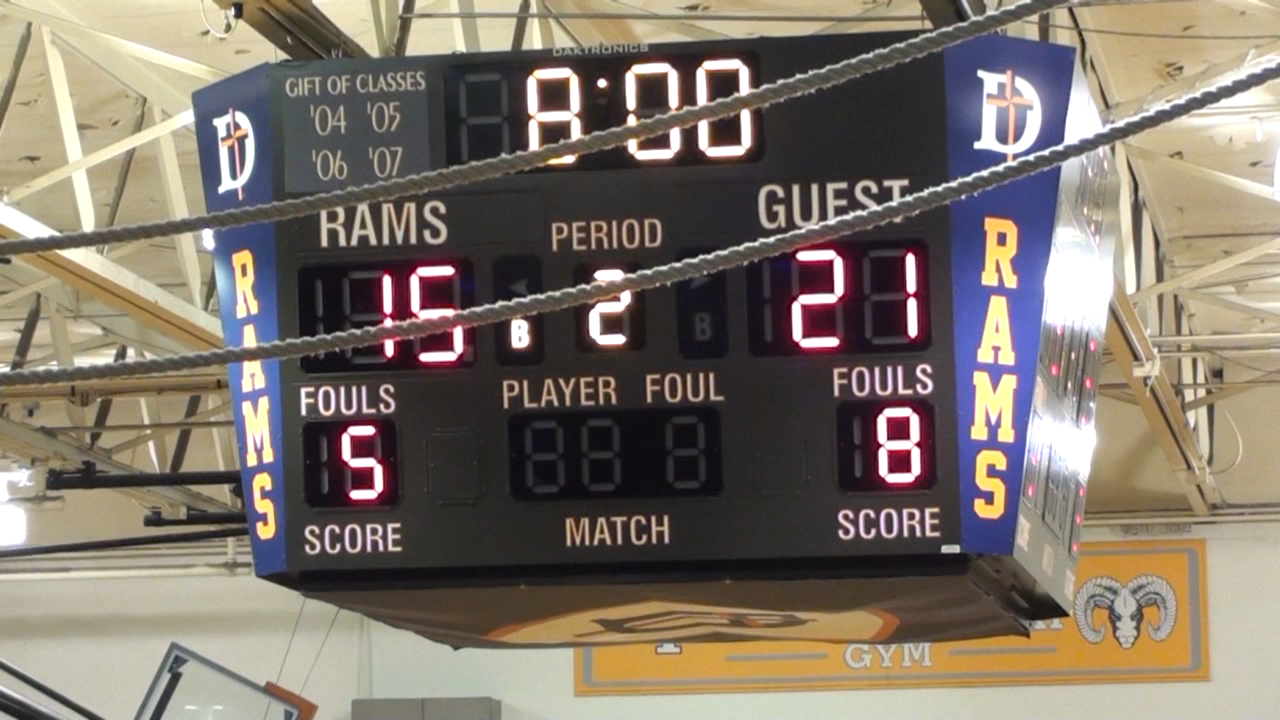 DAKTRONICS
GIFT OF CLASSES
'04 '05
'06 '07
8:00
D
D
RAMS
RAMS
RAMS
PERIOD
GUEST
15
B
2
B
21
FOULS
PLAYER FOUL
FOULS
5
8
SCORE
MATCH
SCORE
GYM